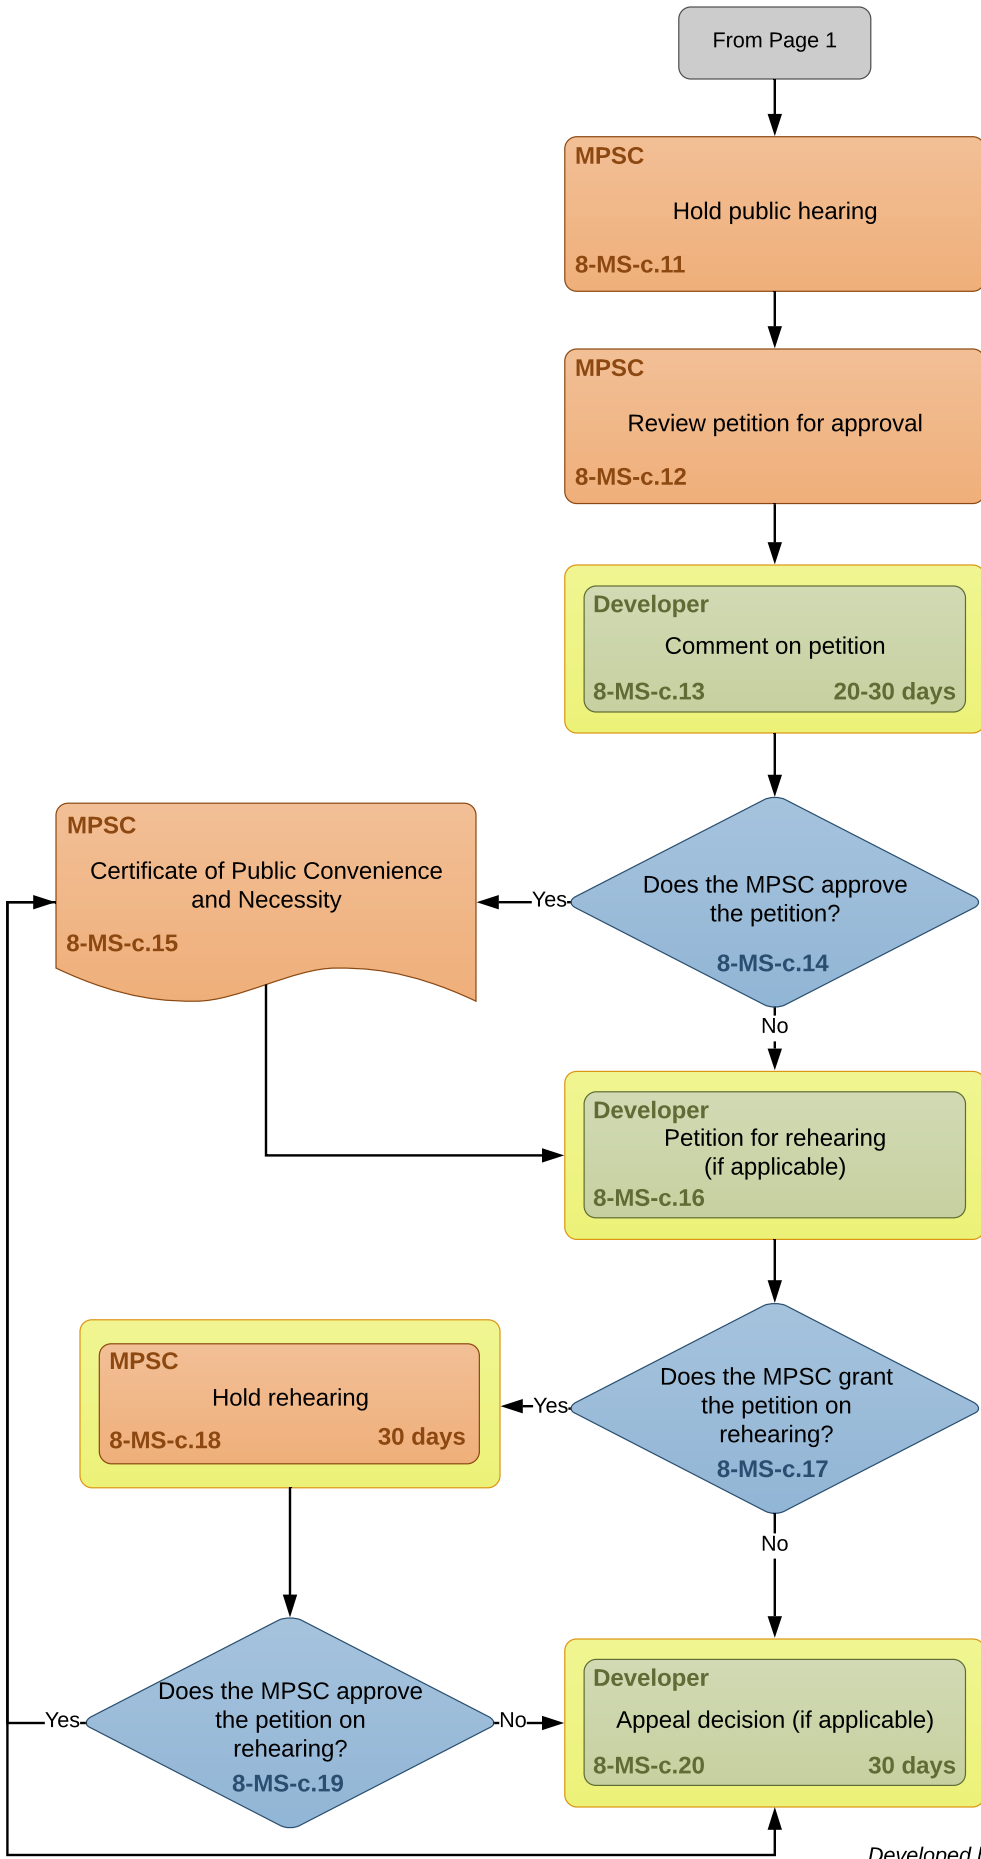 From Page 1
MPSC
Hold public hearing
8-MS-c.11
MPSC
Review petition for approval
8-MS-c.12
Developer
Comment on petition
8-MS-c.13 20-30 days
MPSC
Certificate of Public Convenience
and Necessity
8-MS-c.15
Yes
Does the MPSC approve
the petition?
8-MS-c.14
No
Developer
Petition for rehearing
(if applicable)
8-MS-c.16
MPSC
Hold rehearing
8-MS-c.18 30 days
Yes
Does the MPSC grant
the petition on
rehearing?
8-MS-c.17
No
Yes
Does the MPSC approve
the petition on
rehearing?
8-MS-c.19
No
Developer
Appeal decision (if applicable)
8-MS-c.20 30 days
Developed